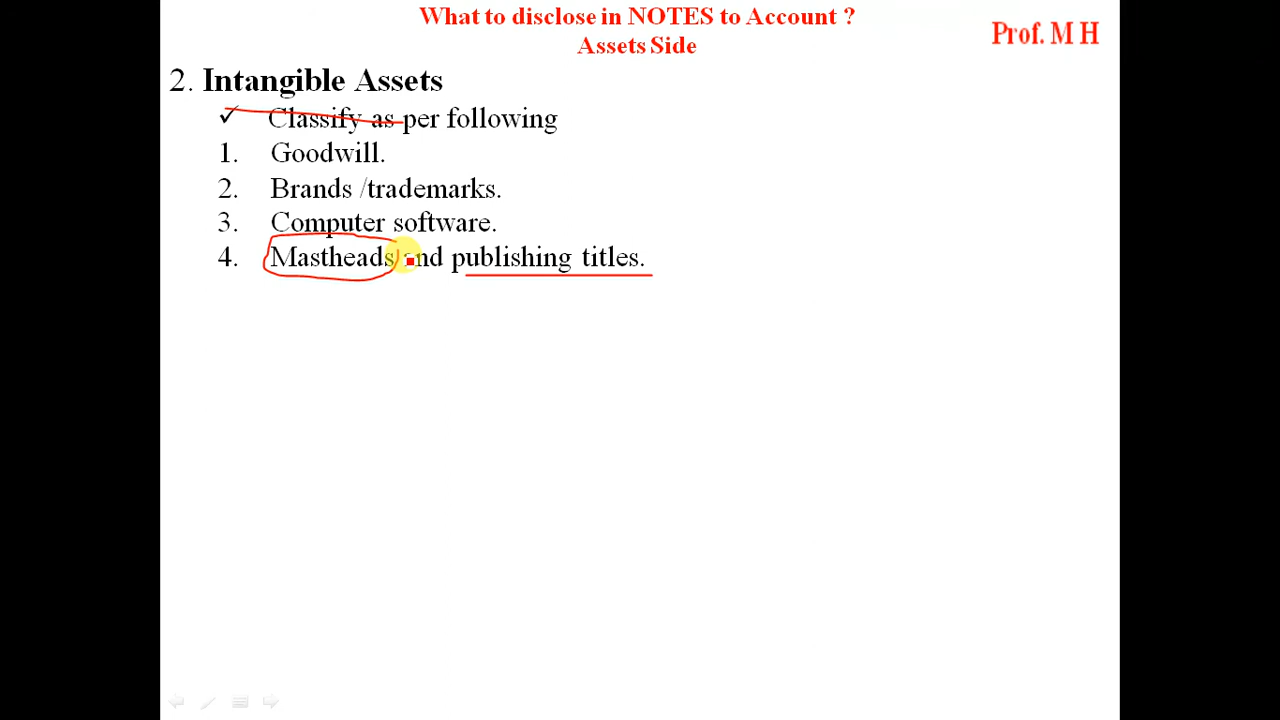 What to disclose in NOTES to Account ?
Assets Side
Prof. M H
2. Intangible Assets
✓ Classify as per following
1. Goodwill.
2. Brands /trademarks.
3. Computer software.
4. Mastheads and publishing titles.